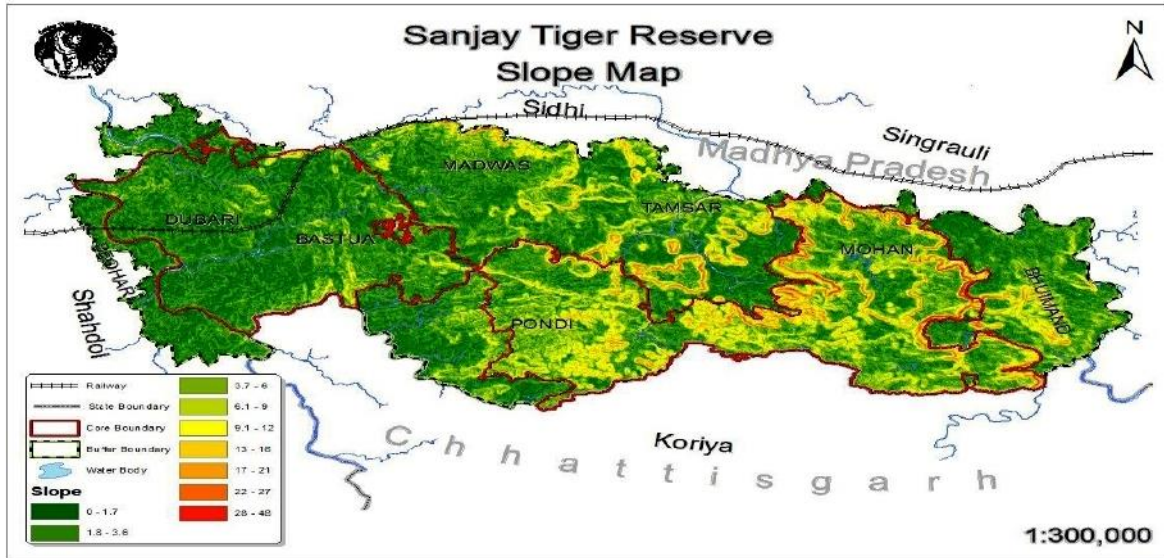 Sanjay Tiger Reserve
Slope Map
N
Sidhi
Singrauli
Madhya Pradesh
MADWAS
TAMSAR
DUBARI
BASTUA
MOHAN
BEOHARI
BHUIMAND
Shahdol
PONDI
Koriya
Chhattisgarh
Railway
State Boundary
Core Boundary
Buffer Boundary
Water Body
Slope
0 - 1.7
1.8 - 3.6
3.7 - 6
6.1 - 9
9.1 - 12
13 - 16
17 - 21
22 - 27
28 - 48
1:300,000